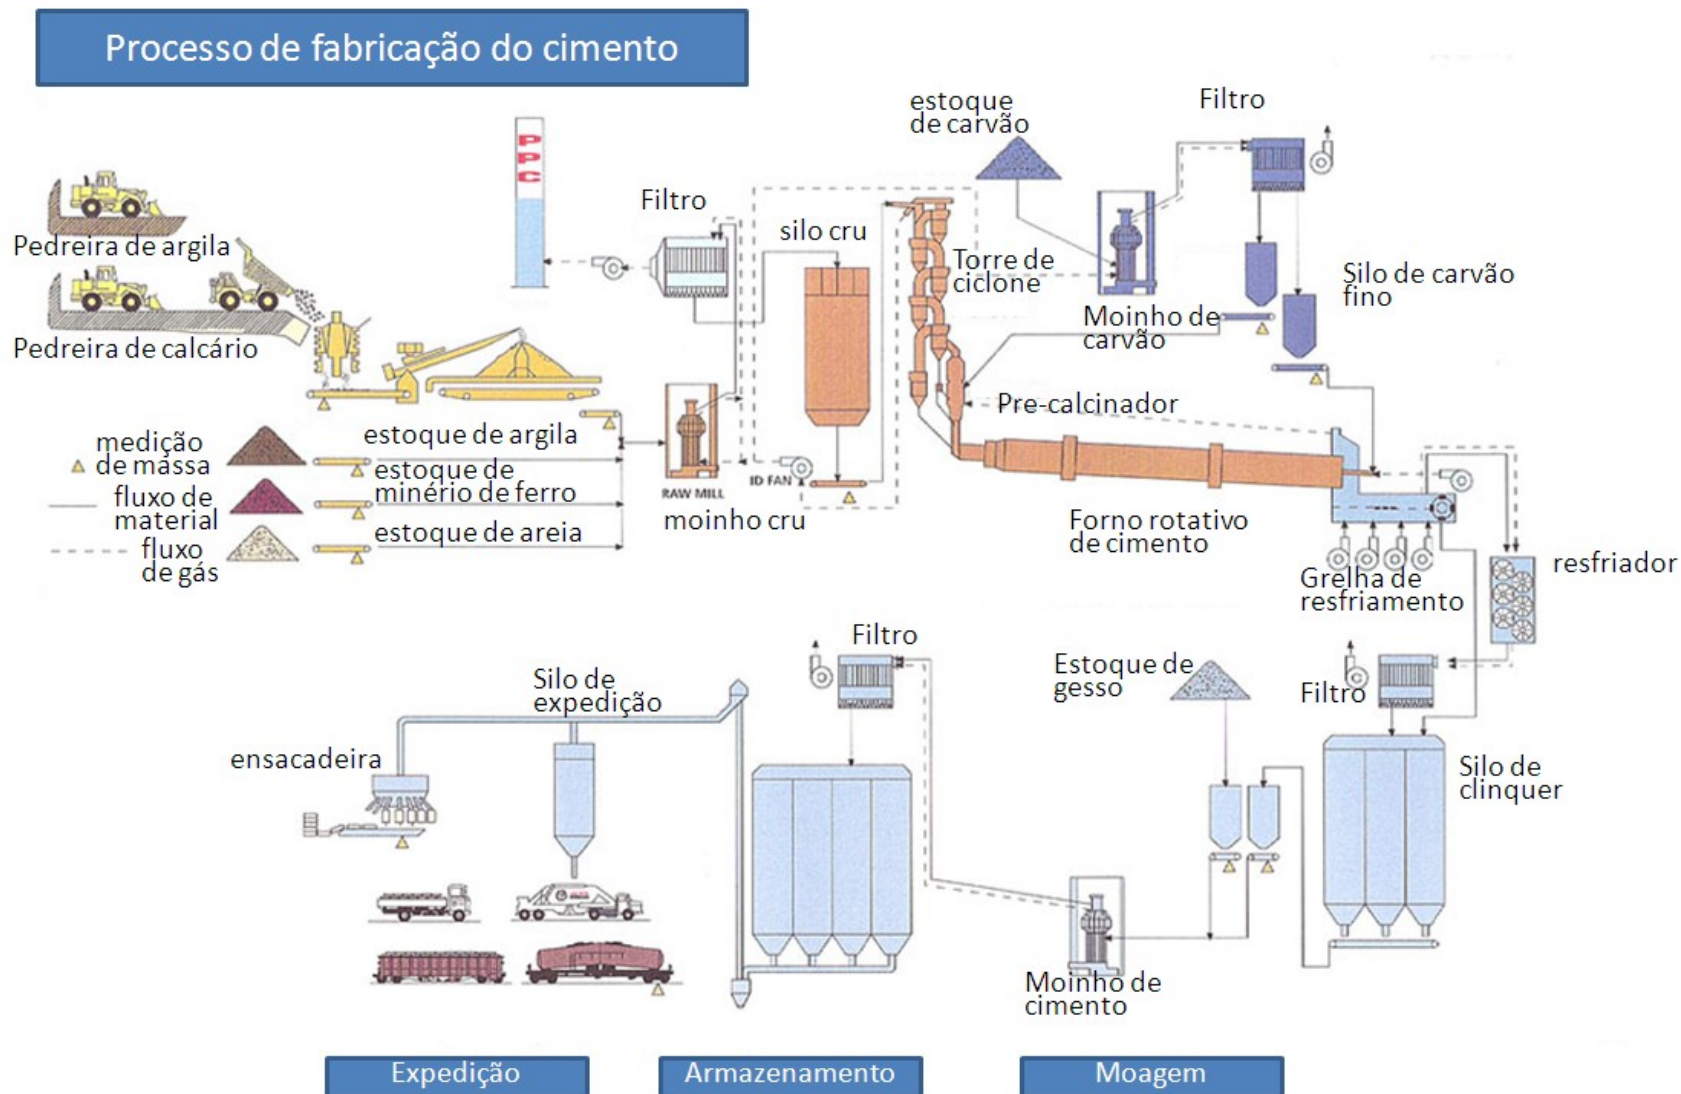 Processo de fabricação do cimento
estoque
de carvão
Filtro
PPC
Filtro
silo cru
Torre de
ciclone
Silo de carvão
fino
Moinho de
carvão
Pedreira de argila
Pedreira de calcário
Pre-calcinador
medição
de massa
fluxo de
material
fluxo
de gás
estoque de argila
estoque de
minério de ferro
estoque de areia
RAW MILL
moinho cru
ID FAN
Forno rotativo
de cimento
Grelha de
resfriamento
resfriador
Filtro
Silo de
expedição
ensacadeira
Estoque de
gesso
Filtro
Silo de
clinquer
Moinho de
cimento
Expedição
Armazenamento
Moagem